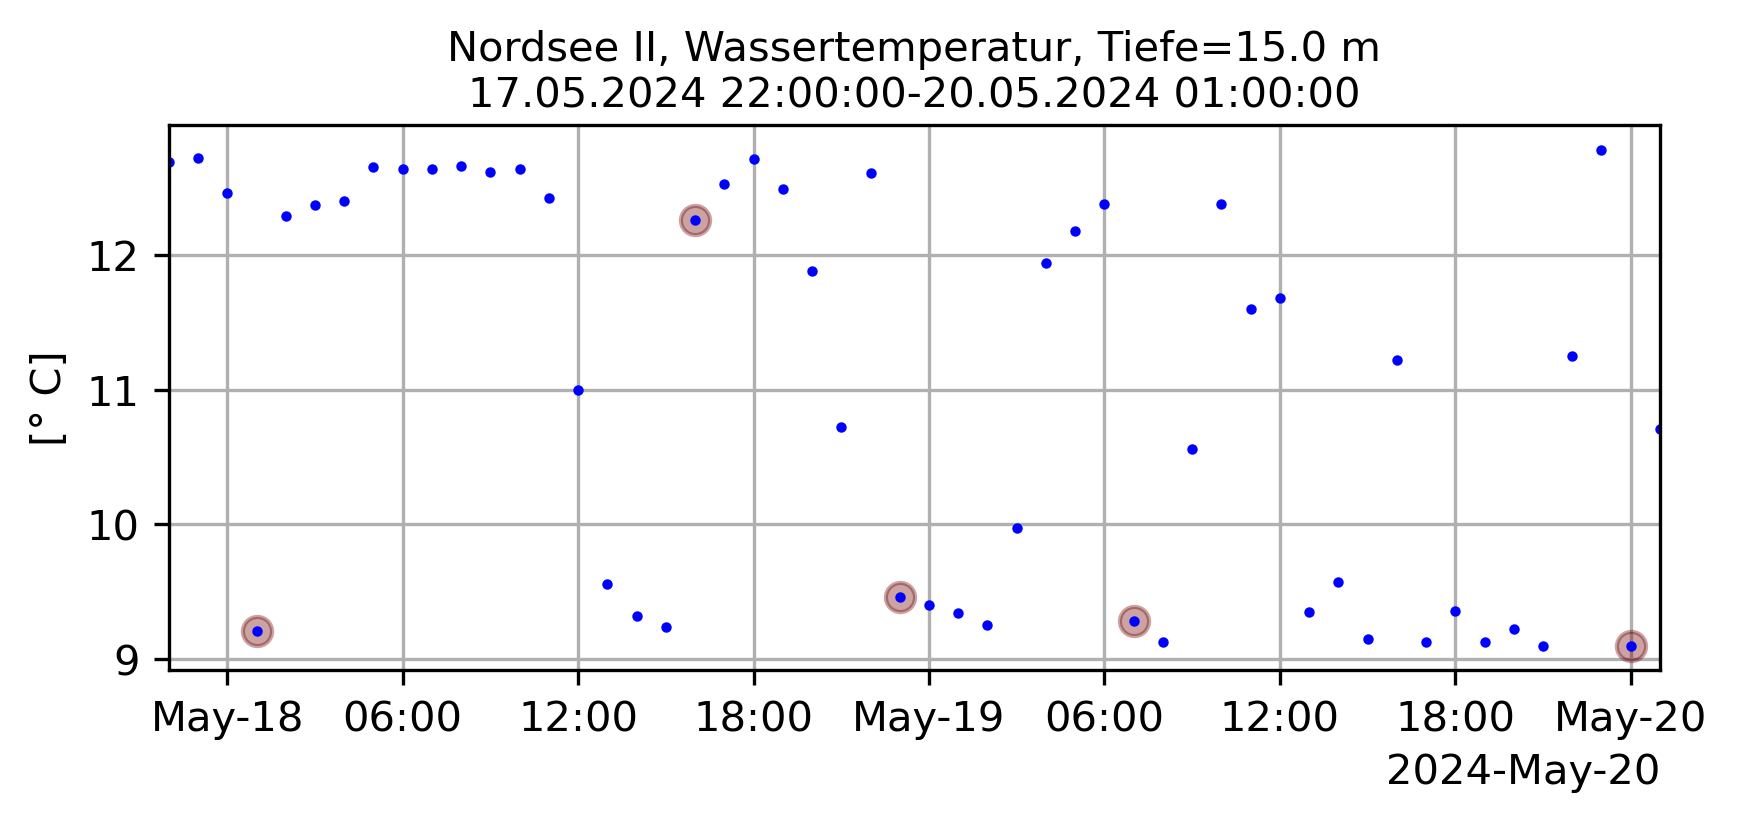 Nordsee II, Wassertemperatur, Tiefe=15.0 m
17.05.2024 22:00:00-20.05.2024 01:00:00
[° C]
12
11
10
9
May-18 06:00 12:00 18:00 May-19 06:00 12:00 18:00 May-20
2024-May-20